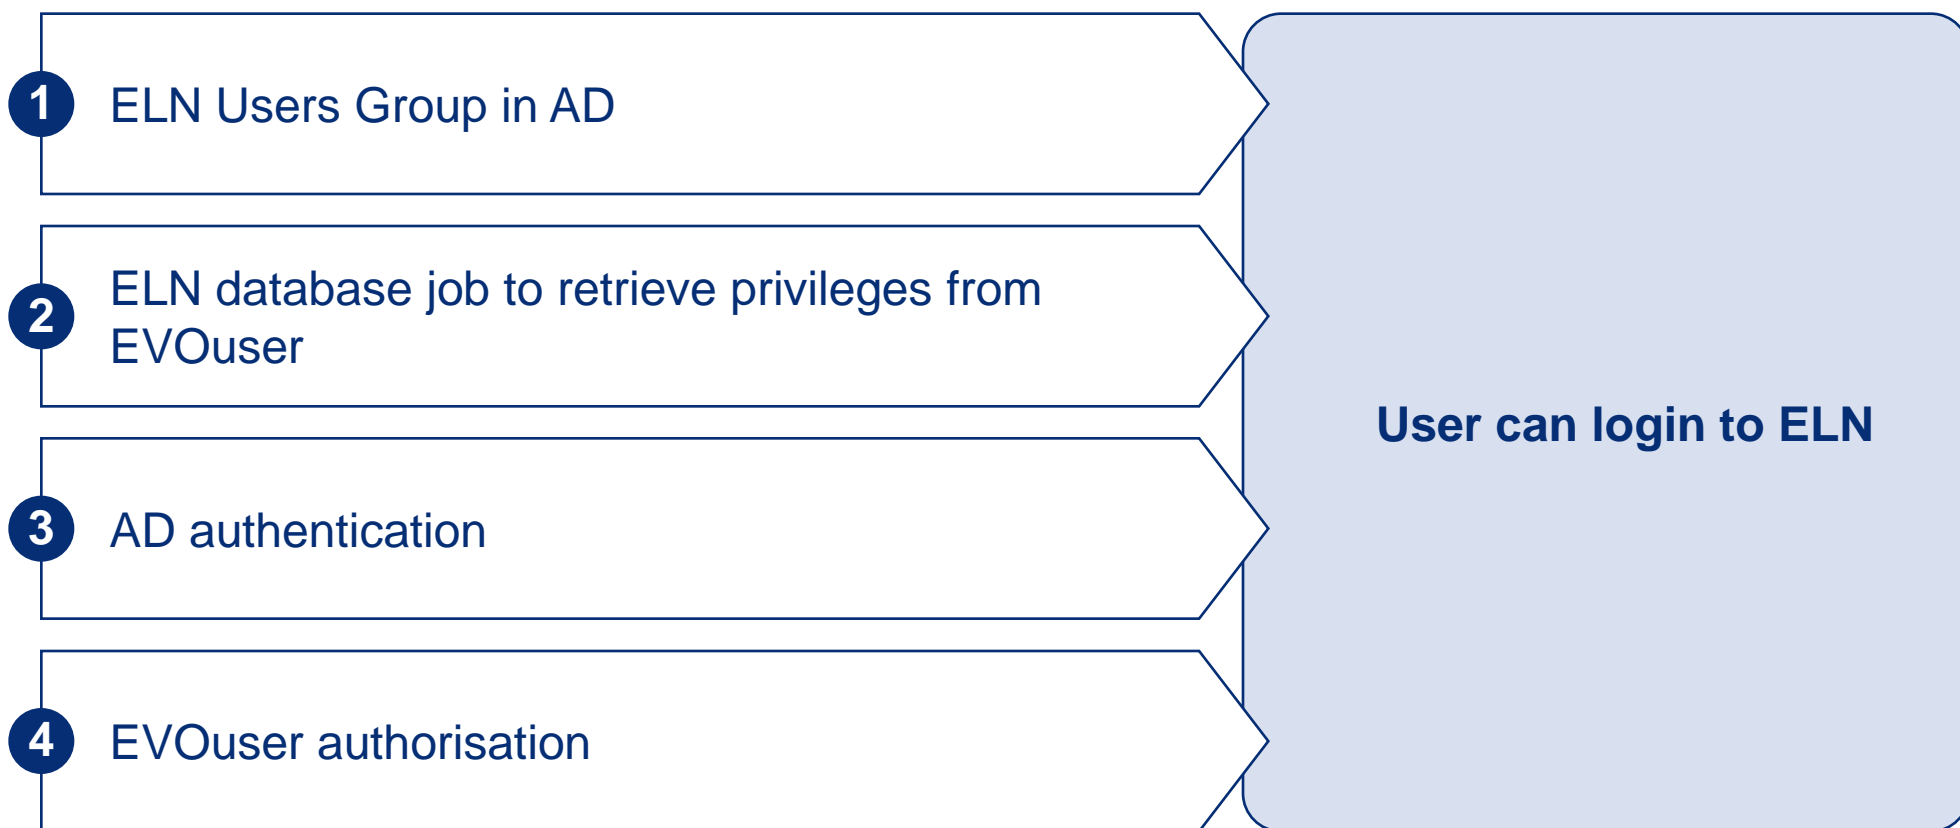 1
ELN Users Group in AD
2
ELN database job to retrieve privileges from
EVOuser
3
AD authentication
4
EVOuser authorisation
User can login to ELN